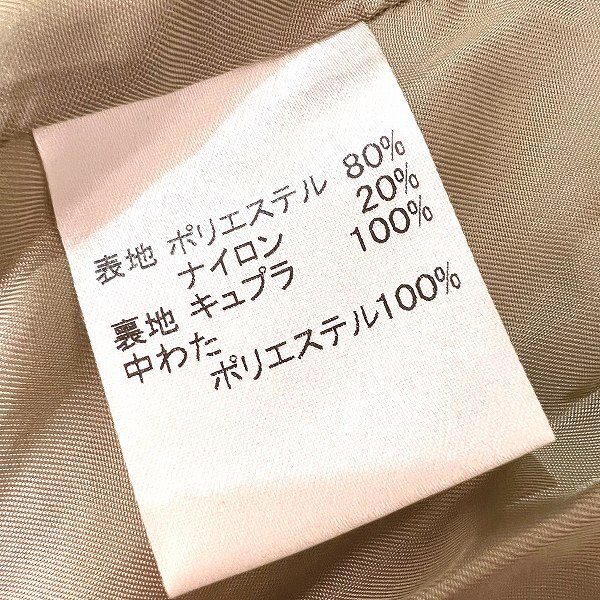 表地 ポリエステル 80%
ナイロン 20%
裏地 キュプラ 100%
中わた
ポリエステル100%